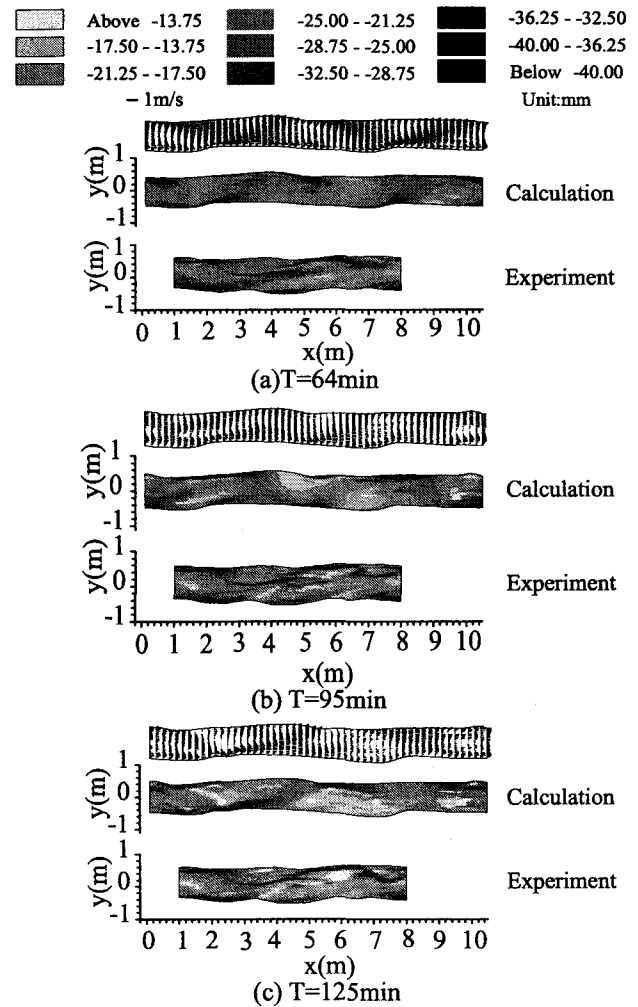 Above -13.75 -25.00 - -21.25 -36.25 - -32.50
-17.50 - -13.75 -28.75 - -25.00 -40.00 - -36.25
-21.25 - -17.50 -32.50 - -28.75 Below -40.00
– 1m/s Unit:mm
1
0
-1
y(m)
Calculation
1
0
-1
y(m)
Experiment
0 1 2 3 4 5 6 7 8 9 10
x(m)
(a)T=64min
1
0
-1
y(m)
Calculation
1
0
-1
y(m)
Experiment
0 1 2 3 4 5 6 7 8 9 10
x(m)
(b) T=95min
1
0
-1
y(m)
Calculation
1
0
-1
y(m)
Experiment
0 1 2 3 4 5 6 7 8 9 10
x(m)
(c) T=125min